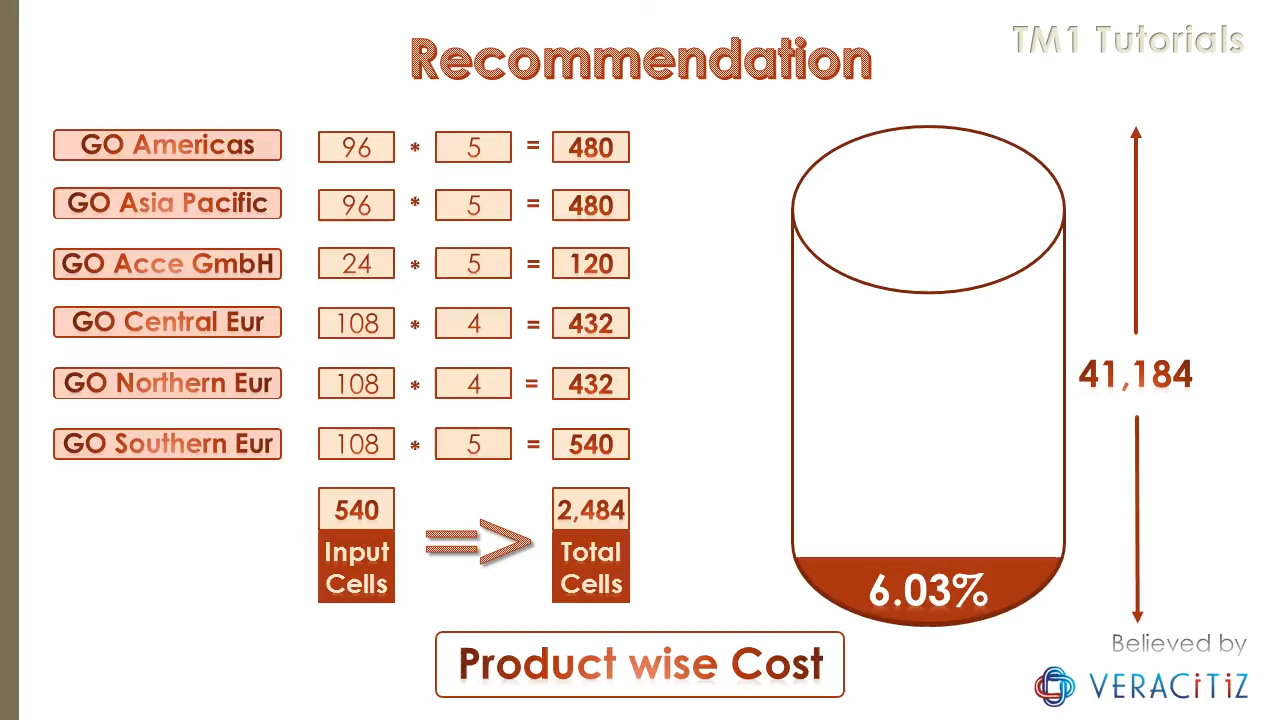 TM1 Tutorials
Recommendation
GO Americas 96 * 5 = 480
GO Asia Pacific 96 * 5 = 480
GO Acce GmbH 24 * 5 = 120
GO Central Eur 108 * 4 = 432
GO Northern Eur 108 * 4 = 432
GO Southern Eur 108 * 5 = 540
540 => 2,484
Input Total
Cells Cells
41,184
6.03%
Product wise Cost
Believed by
VERACiTiZ